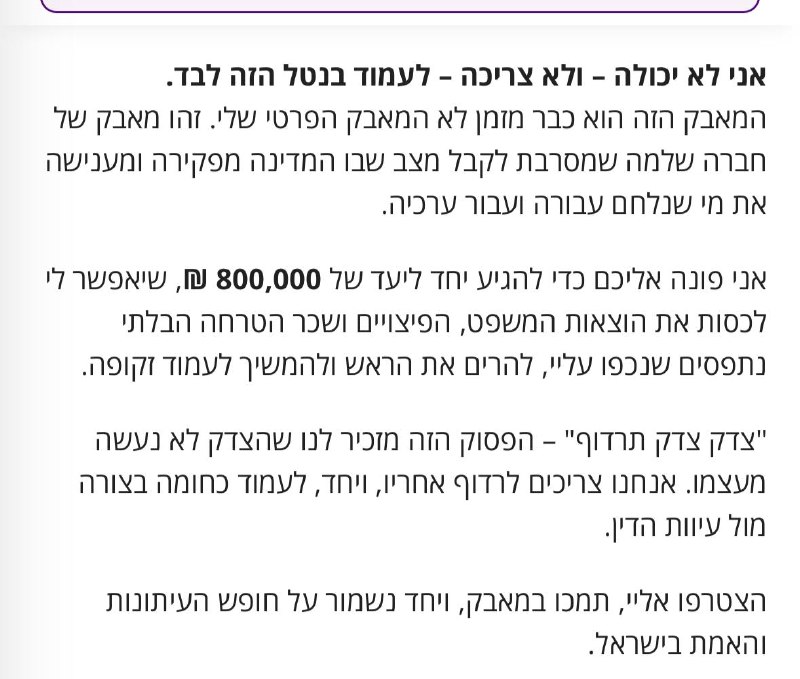 אני לא יכולה – ולא צריכה – לעמוד בנטל הזה לבד.
המאבק הזה הוא כבר מזמן לא המאבק הפרטי שלי. זהו מאבק של
חברה שלמה שמסרבת לקבל מצב שבו המדינה מפקירה ומענישה
את מי שנלחם עבורה ועבור ערכיה.
אני פונה אליכם כדי להגיע יחד ליעד של 800,000 ₪, שיאפשר לי
לכסות את הוצאות המשפט, הפיצויים ושכר הטרחה הבלתי
נתפסים שנכפו עליי, להרים את הראש ולהמשיך לעמוד זקופה.
"צדק צדק תרדוף" – הפסוק הזה מזכיר לנו שהצדק לא נעשה
מעצמו. אנחנו צריכים לרדוף אחריו, ויחד, לעמוד כחומה בצורה
מול עיוות הדין.
הצטרפו אליי, תמכו במאבק, ויחד נשמור על חופש העיתונות
והאמת בישראל.